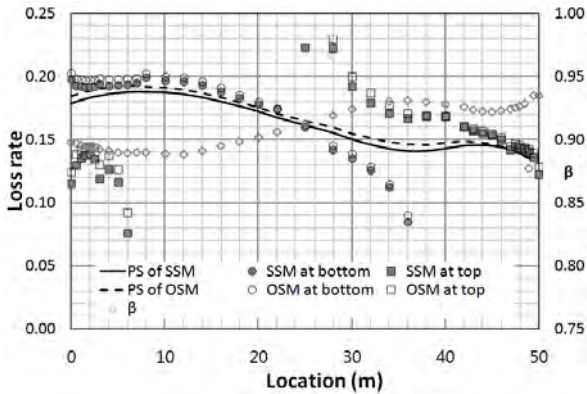 0.25
1.00
0.20
0.95
0.15
0.90
0.10
0.85
0.05
0.80
0.00
0.75
Loss rate
β
PS of SSM
SSM at bottom
SSM at top
PS of OSM
OSM at bottom
OSM at top
β
0
10
20
30
40
50
Location (m)